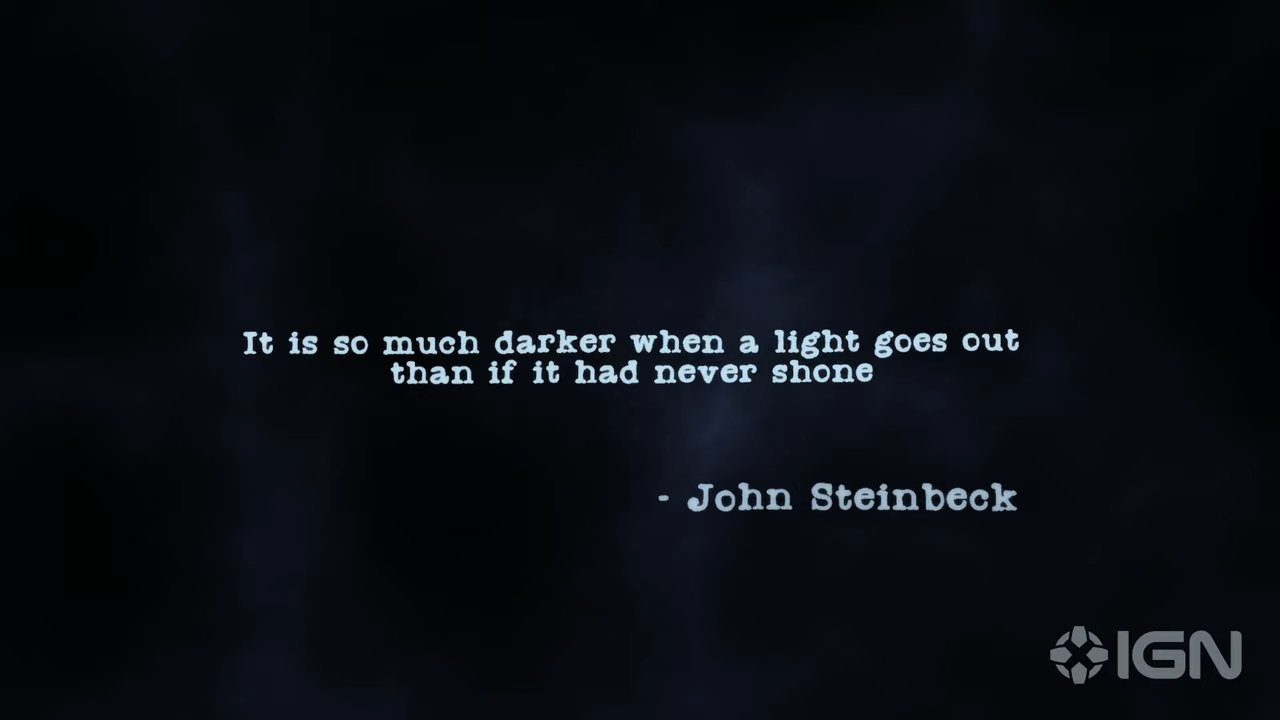 It is so much darker when a light goes out
than if it had never shone
- John Steinbeck
IGN